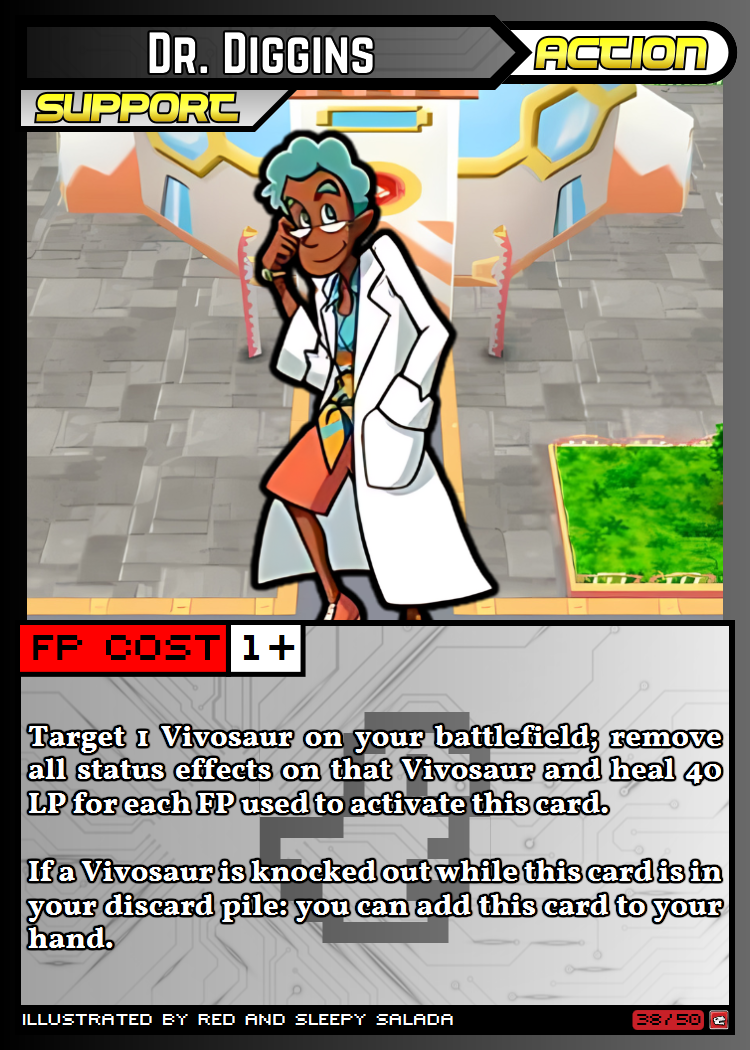 Dr. Diggins
ACTION
SUPPORT
FP COST 1+
Target 1 Vivosaur on your battlefield; remove
all status effects on that Vivosaur and heal 40
LP for each FP used to activate this card.
If a Vivosaur is knocked out while this card is in
your discard pile: you can add this card to your
hand.
ILLUSTRATED BY RED AND SLEEPY SALADA
38/50